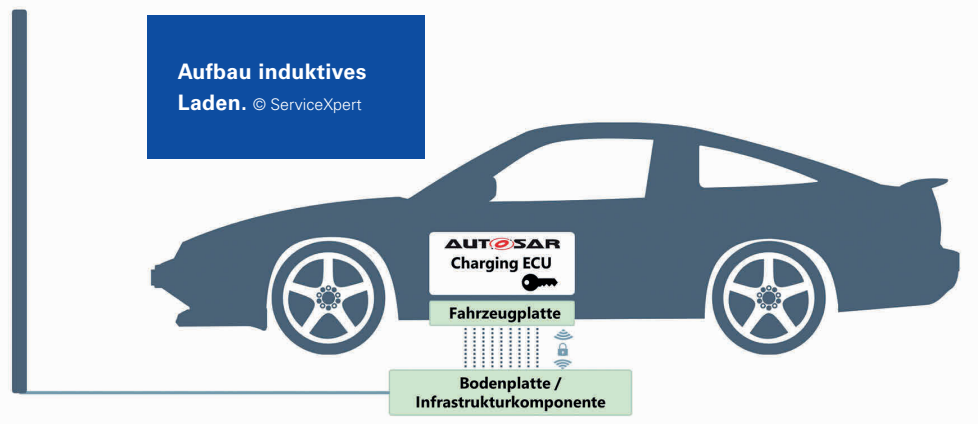 Aufbau induktives
Laden. © ServiceXpert
AUTOSAR
Charging ECU
Fahrzeugplatte
Bodenplatte /
Infrastrukturkomponente